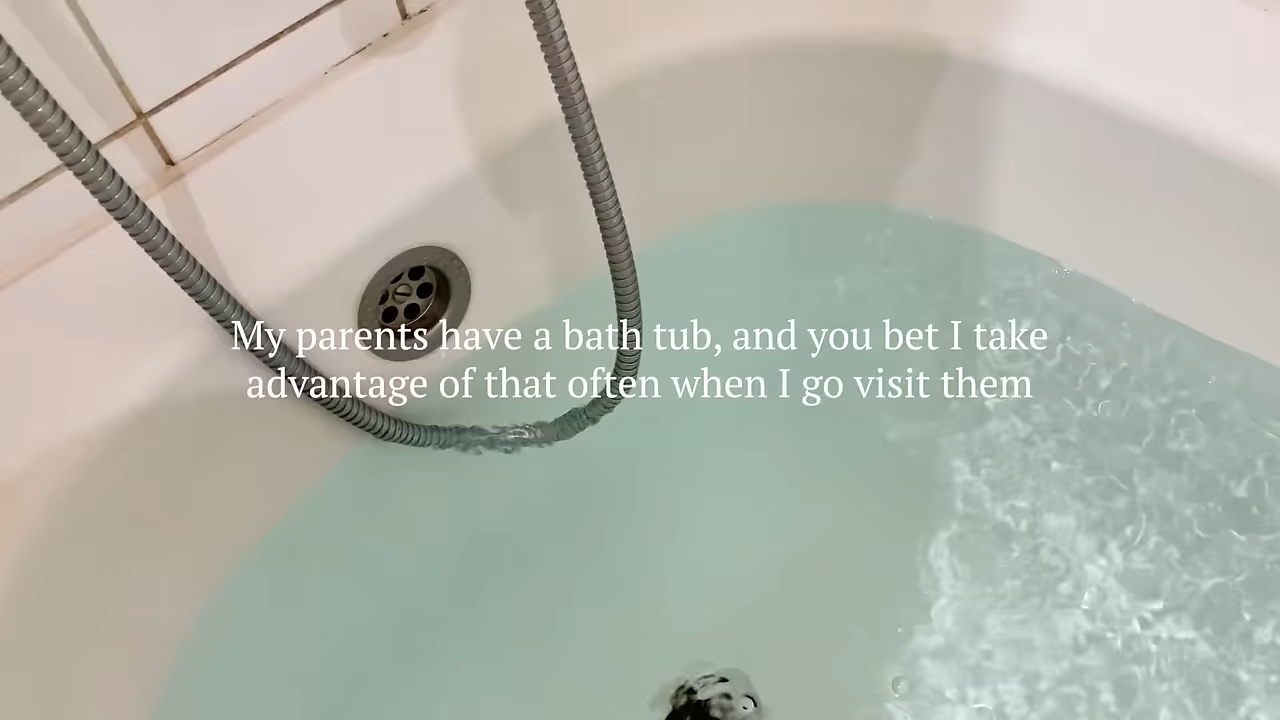 My parents have a bath tub, and you bet I take
advantage of that often when I go visit them